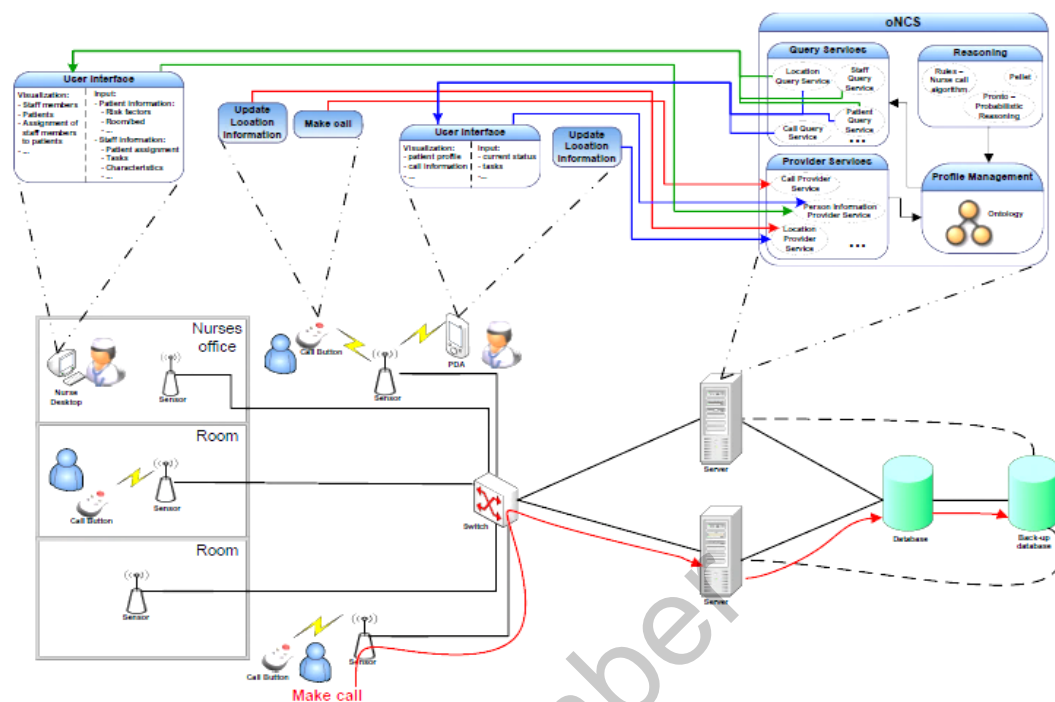 oNCS
Query Services
Location
Query Service
Staff
Query
Service
Patient
Query
Service
Call Query
Service
...
Reasoning
Rules –
Nurse call
algorithm
Pellet
Pronto –
Probabilistic
Reasoning
Provider Services
Call Provider
Service
Person Information
Provider Service
Location
Provider
Service
...
Profile Management
Ontology
User Interface
Visualization:
- Staff members
- Patients
- Assignment of
staff members
to patients
- ...
Input:
- Patient Information:
- Risk factors
- Room/bed
- ...
- Staff Information:
- Patient assignment
- Tasks
- Characteristics
- ...
Update
Location
Information
Make call
User Interface
Visualization:
- patient profile
- call information
- ...
Input:
- current status
- tasks
- ...
Update
Location
Information
Nurses
office
Nurse
Desktop
Sensor
Call Button
Sensor
PDA
Room
Call Button
Sensor
Room
Sensor
Switch
Server
Server
Database
Back-up
database
Call Button
Sensor
Make call
ber